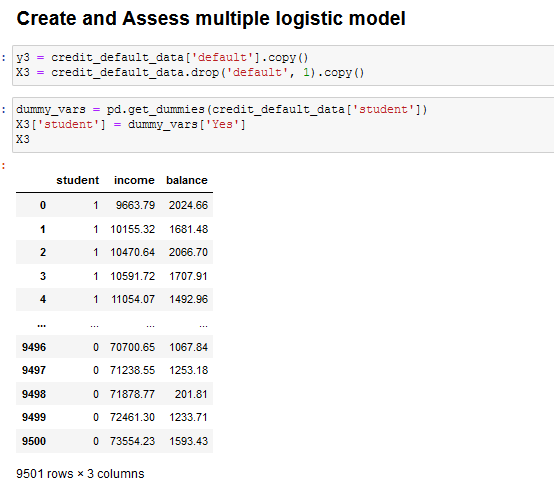 Create and Assess multiple logistic model
: y3 = credit_default_data['default'].copy()
X3 = credit_default_data.drop('default', 1).copy()
: dummy_vars = pd.get_dummies(credit_default_data['student'])
X3['student'] = dummy_vars['Yes']
X3
:
student income balance
0 1 9663.79 2024.66
1 1 10155.32 1681.48
2 1 10470.64 2066.70
3 1 10591.72 1707.91
4 1 11054.07 1492.96
... ... ... ...
9496 0 70700.65 1067.84
9497 0 71238.55 1253.18
9498 0 71878.77 201.81
9499 0 72461.30 1233.71
9500 0 73554.23 1593.43
9501 rows × 3 columns